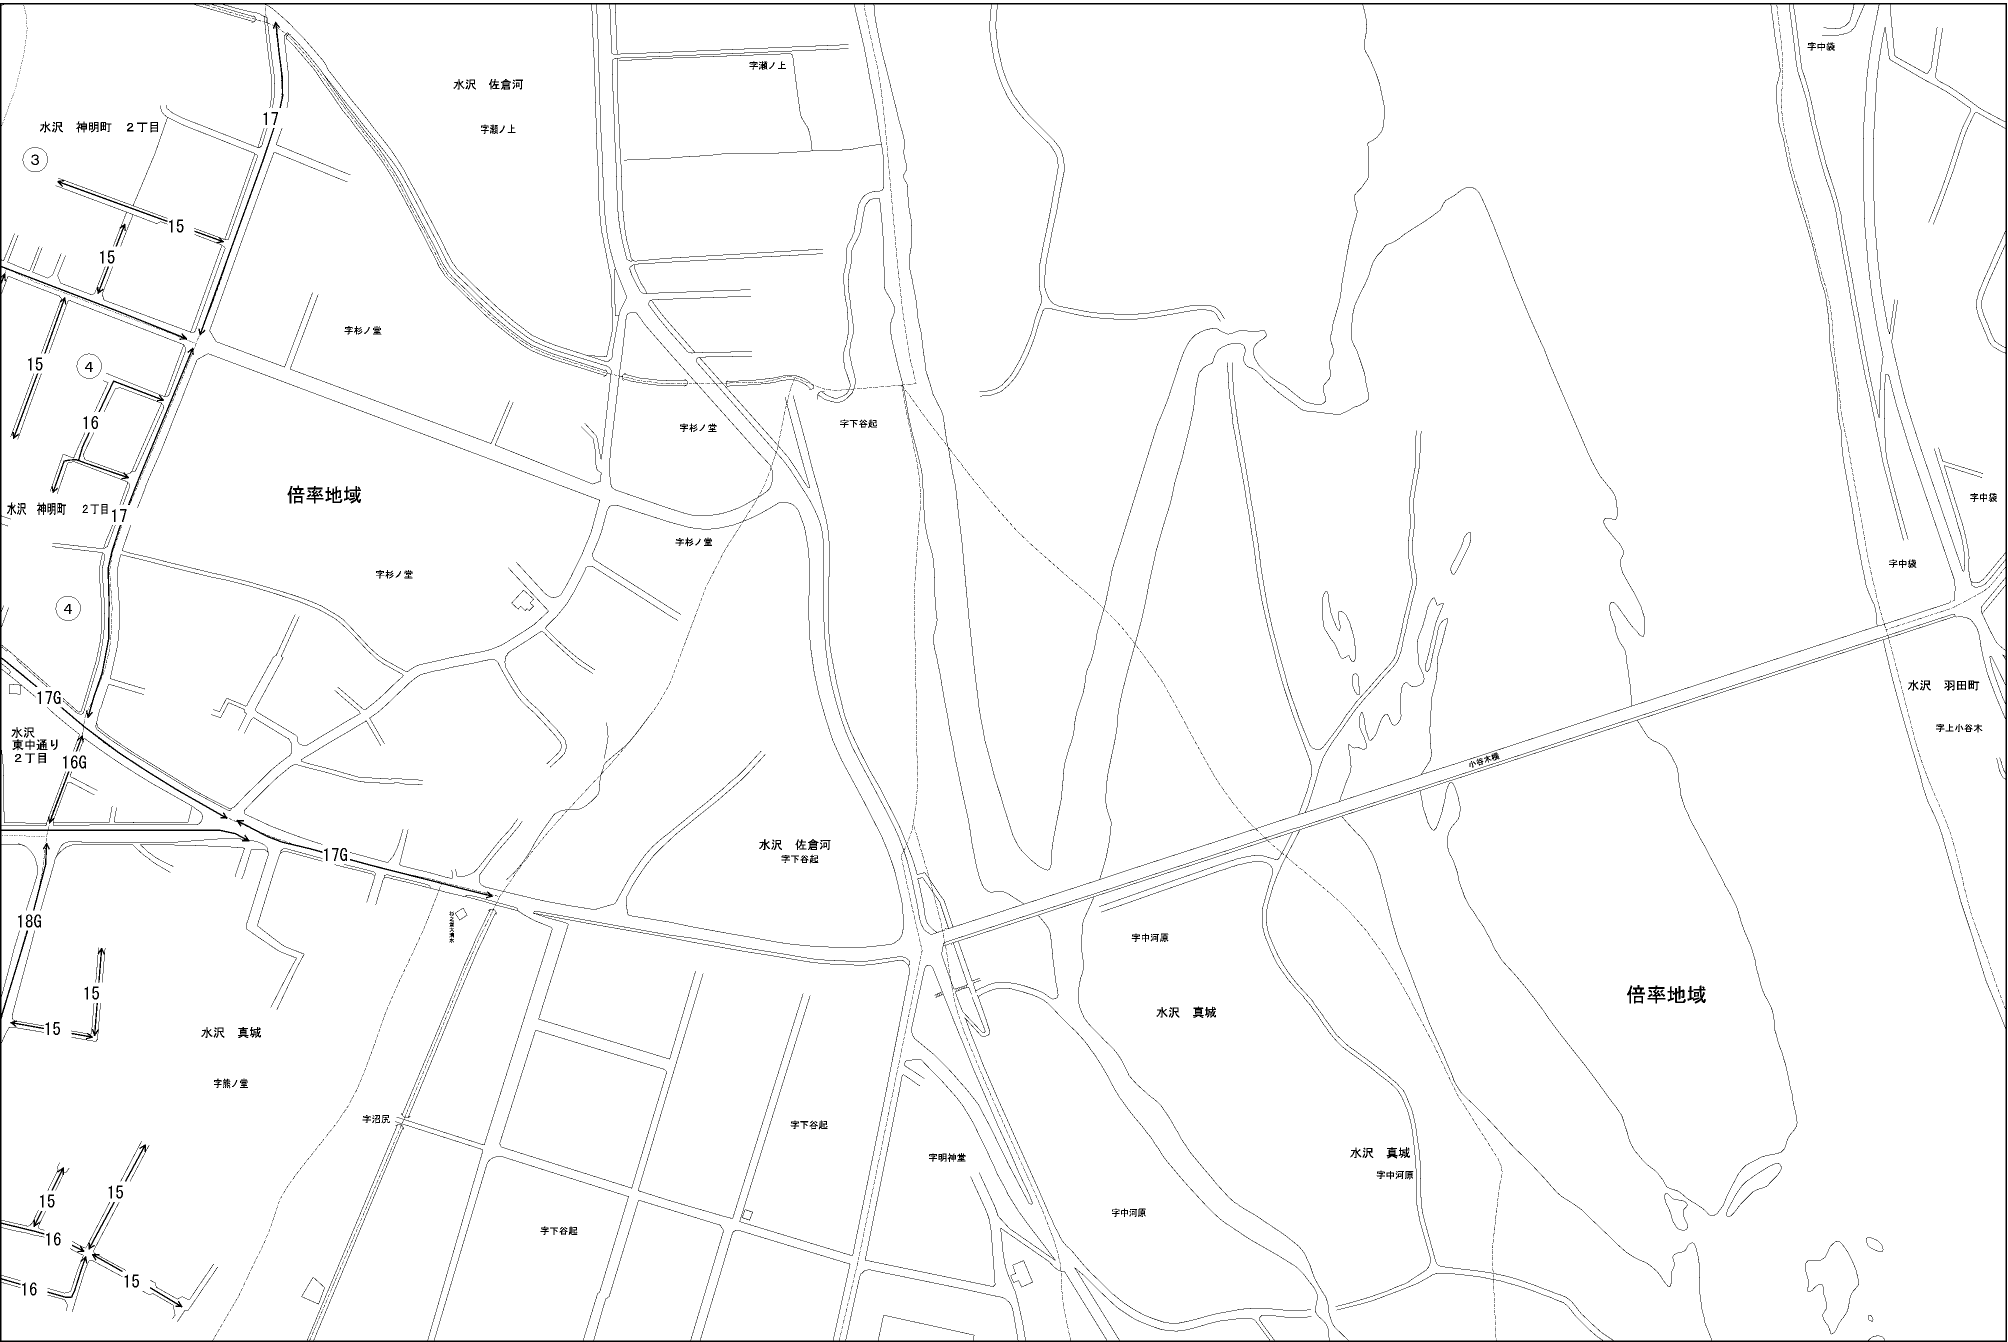 字中袋
字瀬ノ上
水沢　佐倉河
17
水沢　神明町　２丁目
字瀬ノ上
3
15
15
字杉ノ堂
15
4
16
字杉ノ堂
字下谷起
倍率地域
字中袋
水沢　神明町　２丁目
17
字杉ノ堂
字中袋
字杉ノ堂
4
水沢　羽田町
17G
字上小谷木
水沢
東中通り
２丁目
16G
小谷木橋
水沢　佐倉河
17G
字下谷起
18G
字中河原
15
倍率地域
水沢　真城
15
水沢　真城
字熊ノ堂
字沼尻
字下谷起
水沢　真城
字明神堂
字中河原
15
15
字中河原
字下谷起
16
15
16